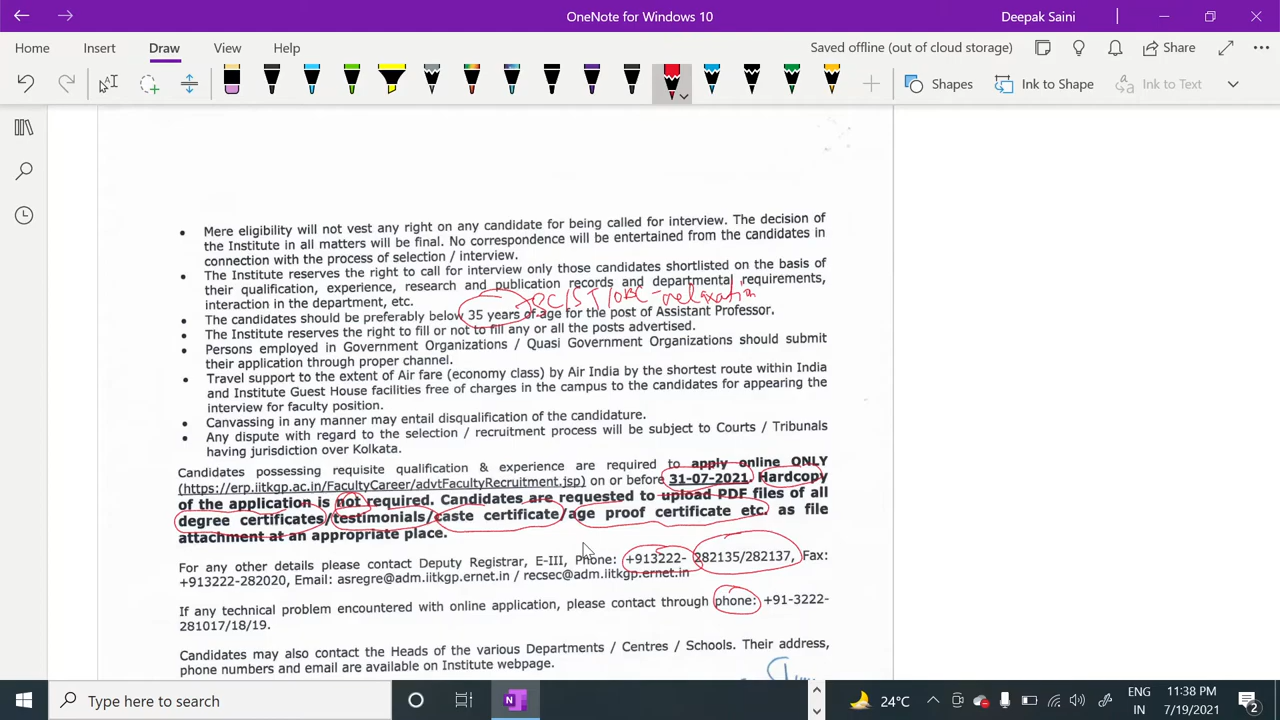 OneNote for Windows 10
Deepak Saini
Home Insert Draw View Help
Saved offline (out of cloud storage)
Share
Shapes
Ink to Shape
Ink to Text
Mere eligibility will not vest any right on any candidate for being called for interview. The decision of
the Institute in all matters will be final. No correspondence will be entertained from the candidates in
connection with the process of selection / interview.
The Institute reserves the right to call for interview only those candidates shortlisted on the basis of
their qualification, experience, research and publication records and departmental requirements,
interaction in the department, etc.
SC/ST/OBC-relaxation
The candidates should be preferably below 35 years of age for the post of Assistant Professor.
The Institute reserves the right to fill or not to fill any or all the posts advertised.
Persons employed in Government Organizations / Quasi Government Organizations should submit
their application through proper channel.
Travel support to the extent of Air fare (economy class) by Air India by the shortest route within India
and Institute Guest House facilities free of charges in the campus to the candidates for appearing the
interview for faculty position.
Canvassing in any manner may entail disqualification of the candidature.
Any dispute with regard to the selection / recruitment process will be subject to Courts / Tribunals
having jurisdiction over Kolkata.
Candidates possessing requisite qualification & experience are required to apply online ONLY
(https://erp.iitkgp.ac.in/FacultyCareer/advtFacultyRecruitment.jsp) on or before 31-07-2021. Hardcopy
of the application is not required. Candidates are requested to upload PDF files of all
degree certificates/testimonials/caste certificate/age proof certificate etc. as file
attachment at an appropriate place.
For any other details please contact Deputy Registrar, E-III, Phone: +913222- 282135/282137, Fax:
+913222-282020, Email: asregre@adm.iitkgp.ernet.in / recsec@adm.iitkgp.ernet.in
If any technical problem encountered with online application, please contact through phone: +91-3222-
281017/18/19.
Candidates may also contact the Heads of the various Departments / Centres / Schools. Their address,
phone numbers and email are available on Institute webpage.
Type here to search
24°C
ENG
IN
11:38 PM
7/19/2021
2